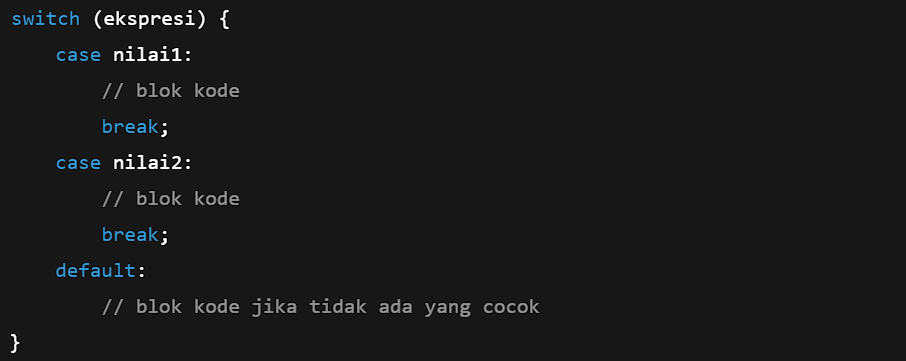 switch (ekspresi) {
    case nilai1:
        // blok kode
        break;
    case nilai2:
        // blok kode
        break;
    default:
        // blok kode jika tidak ada yang cocok
}